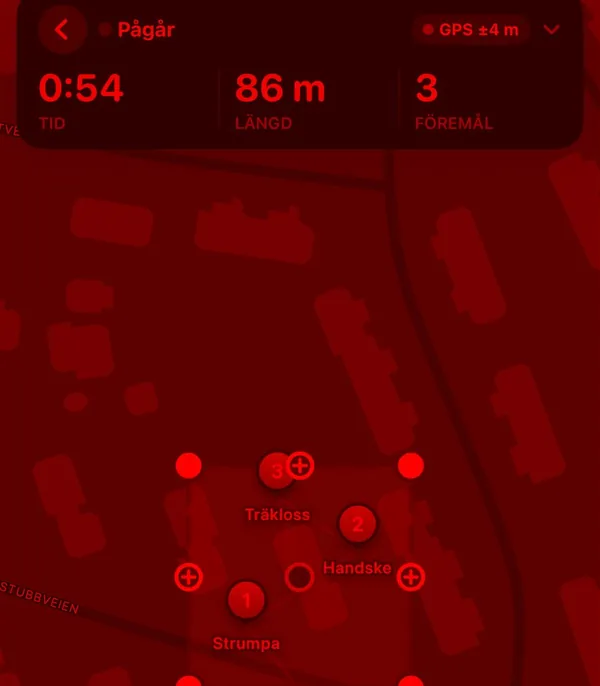 Pågår
GPS ±4 m
0:54
86 m
3
TID
LÄNGD
FÖREMÅL
3
Träkloss
2
Handske
STUBBVEIEN
1
Strumpa